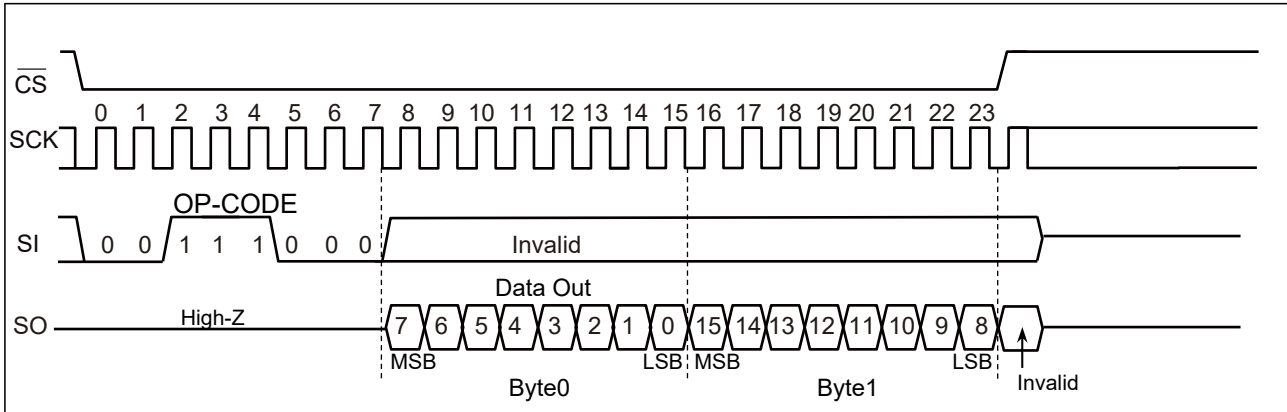 CS
0 1 2 3 4 5 6 7 8 9 10 11 12 13 14 15 16 17 18 19 20 21 22 23
SCK
OP-CODE
SI 0 0 1 1 1 0 0 0 Invalid
Data Out
SO High-Z 7 6 5 4 3 2 1 0 15 14 13 12 11 10 9 8
MSB LSB MSB LSB
Byte0 Byte1 Invalid